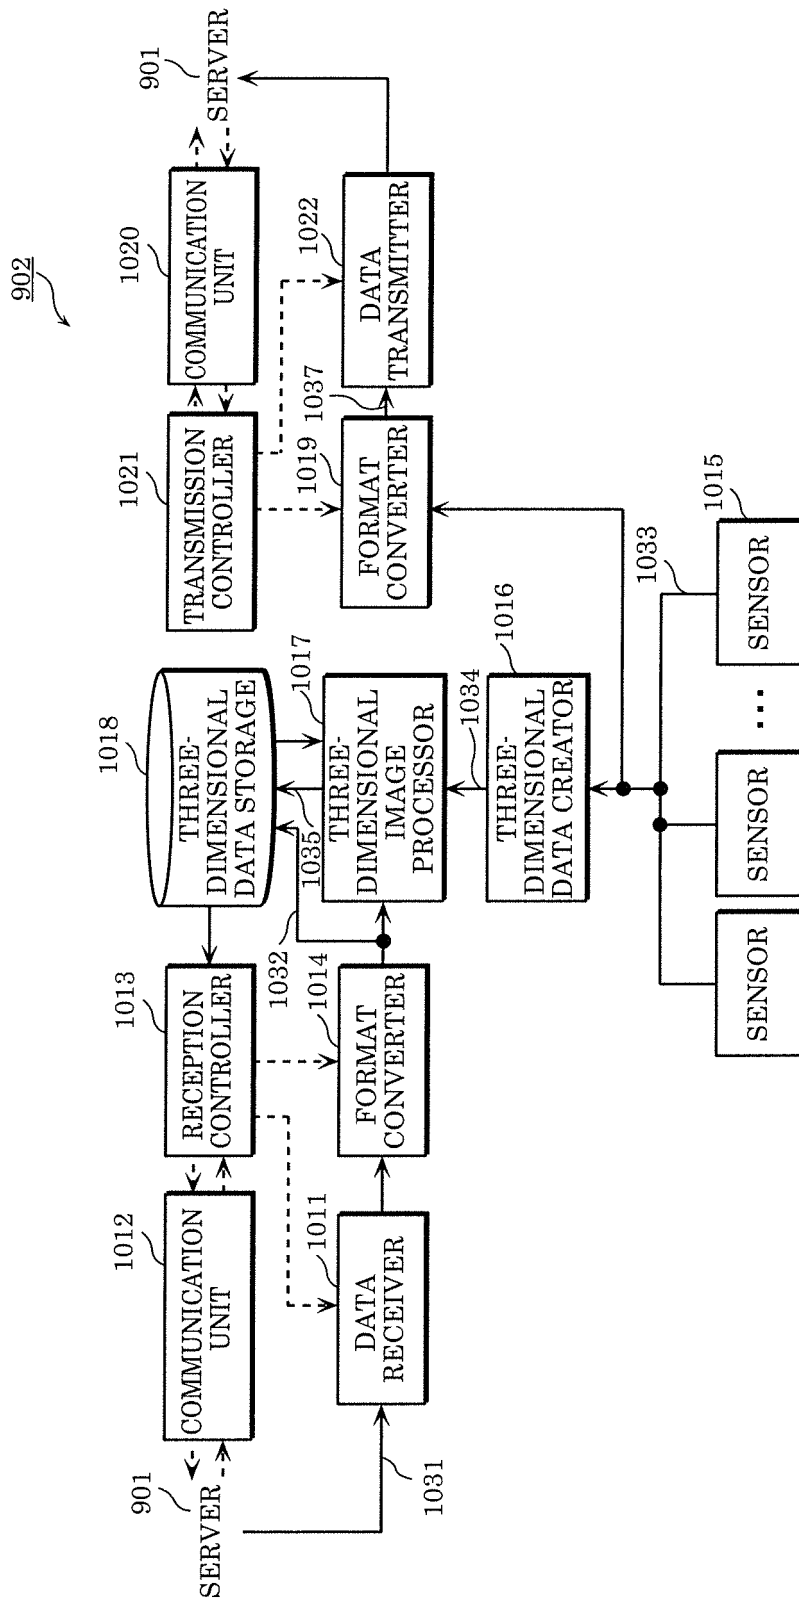 902
901
SERVER
1012
COMMUNICATION
UNIT
1013
RECEPTION
CONTROLLER
1018
THREE-
DIMENSIONAL
DATA STORAGE
1021
TRANSMISSION
CONTROLLER
1020
COMMUNICATION
UNIT
901
SERVER
1031
1011
DATA
RECEIVER
1014
FORMAT
CONVERTER
1032
1035
1017
THREE-
DIMENSIONAL
IMAGE
PROCESSOR
1019
FORMAT
CONVERTER
1037
1022
DATA
TRANSMITTER
1034
1016
THREE-
DIMENSIONAL
DATA CREATOR
1033
1015
SENSOR
SENSOR
...
SENSOR